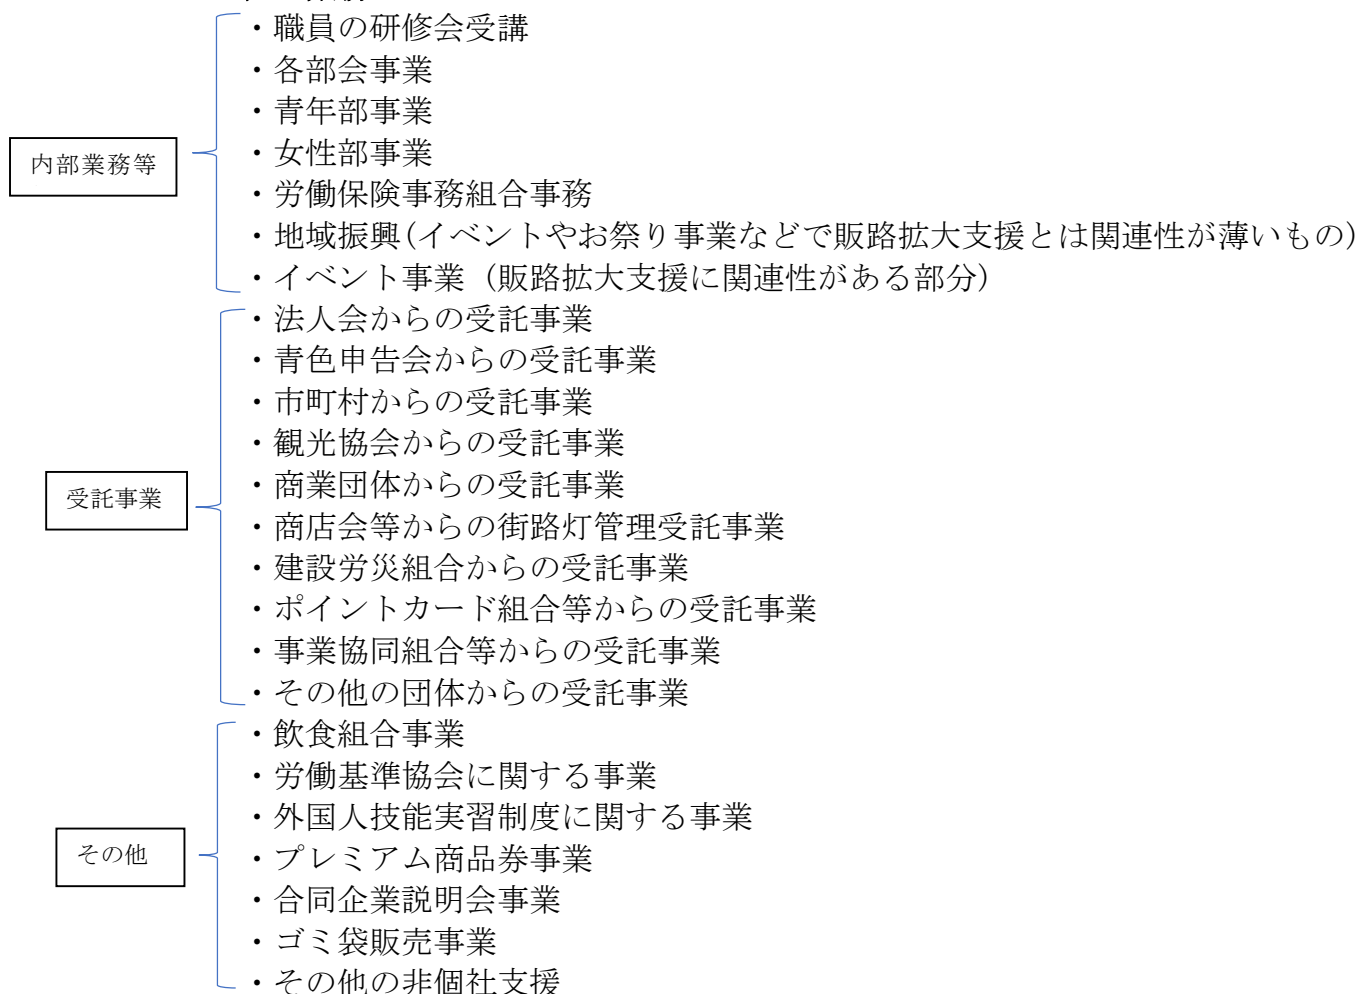 ・職員の研修会受講
・各部会事業
・青年部事業
・女性部事業
内部業務等
・労働保険事務組合事務
・地域振興(イベントやお祭り事業などで販路拡大支援とは関連性が薄いもの)
・イベント事業（販路拡大支援に関連性がある部分）
・法人会からの受託事業
・青色申告会からの受託事業
・市町村からの受託事業
・観光協会からの受託事業
・商業団体からの受託事業
受託事業
・商店会等からの街路灯管理受託事業
・建設労災組合からの受託事業
・ポイントカード組合等からの受託事業
・事業協同組合等からの受託事業
・その他の団体からの受託事業
・飲食組合事業
・労働基準協会に関する事業
・外国人技能実習制度に関する事業
その他
・プレミアム商品券事業
・合同企業説明会事業
・ゴミ袋販売事業
・その他の非個社支援